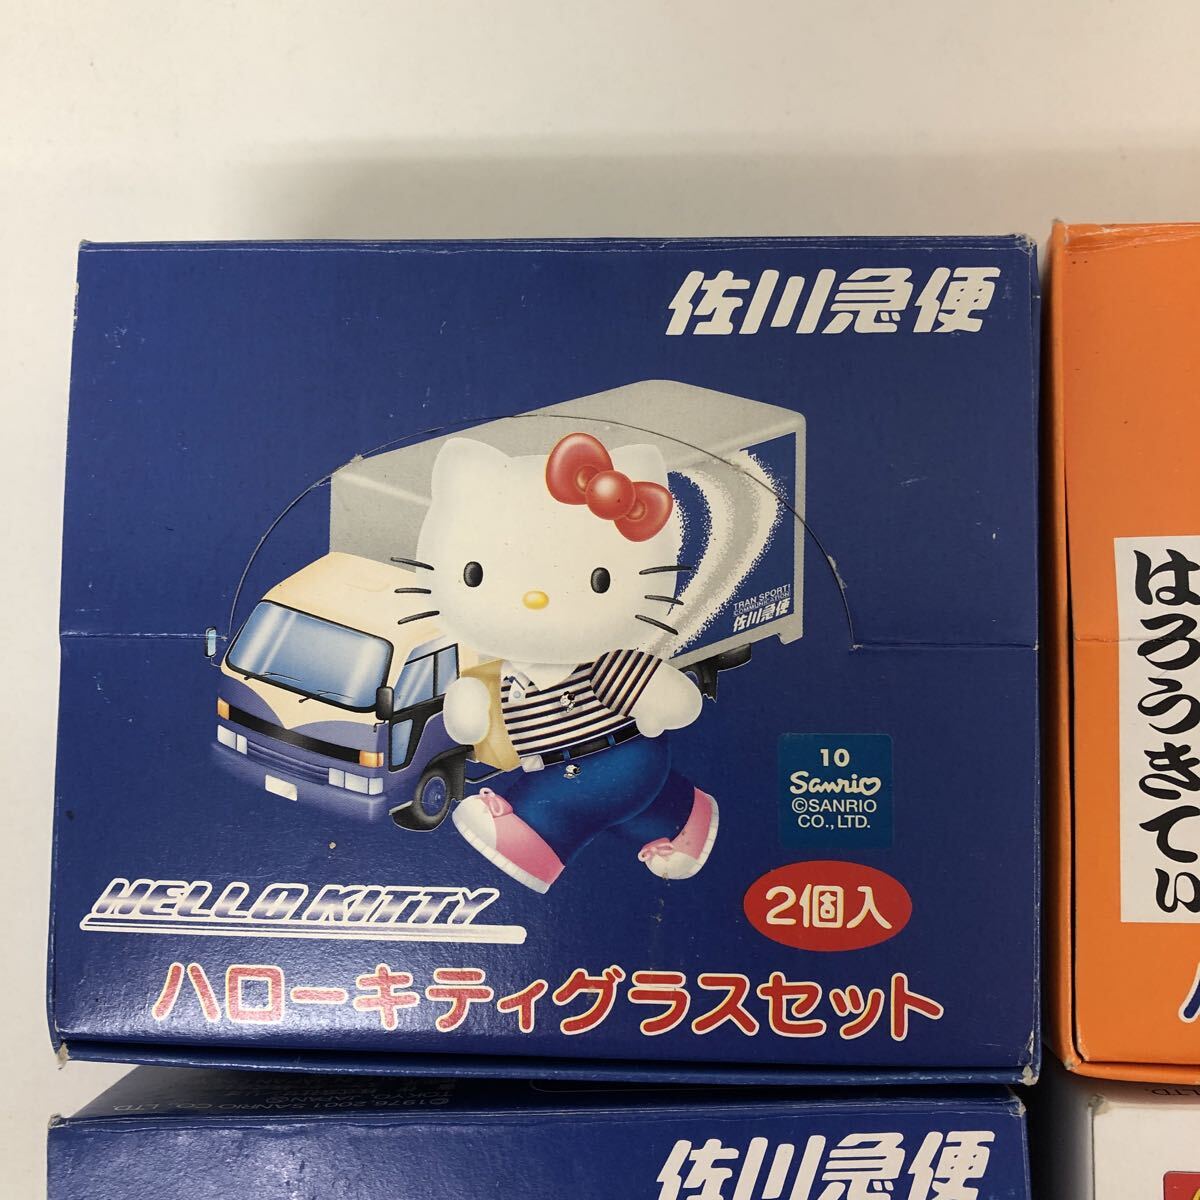 佐川急便
TRAN SPORT!
COMMUNICATION!
佐川急便
10
Sanrio
©SANRIO
CO., LTD.
HELLO KITTY
2個入
ハローキティグラスセット
はろうきてぃ
佐川急便